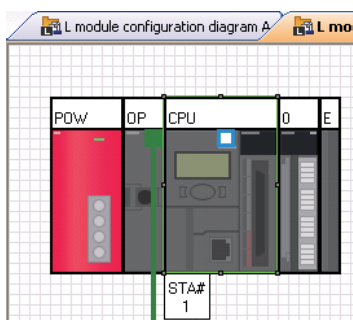 L module configuration diagram A
L mo
POW OP CPU 0 E
STA#
1